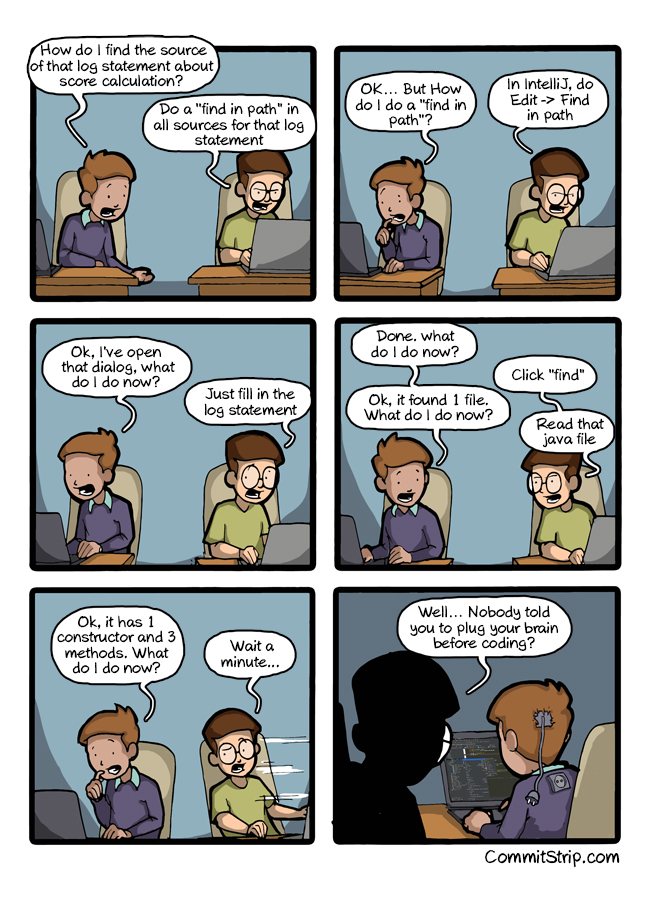 How do I find the source
of that log statement about
score calculation?
Do a "find in path" in
all sources for that log
statement
OK... But How
do I do a "find in
path"?
In IntelliJ, do
Edit -> Find
in path
Ok, I've open
that dialog, what
do I do now?
Just fill in the
log statement
Done. what
do I do now?
Click "find"
Ok, it found 1 file.
What do I do now?
Read that
java file
Ok, it has 1
constructor and 3
methods. What
do I do now?
Wait a
minute...
Well... Nobody told
you to plug your brain
before coding?
CommitStrip.com